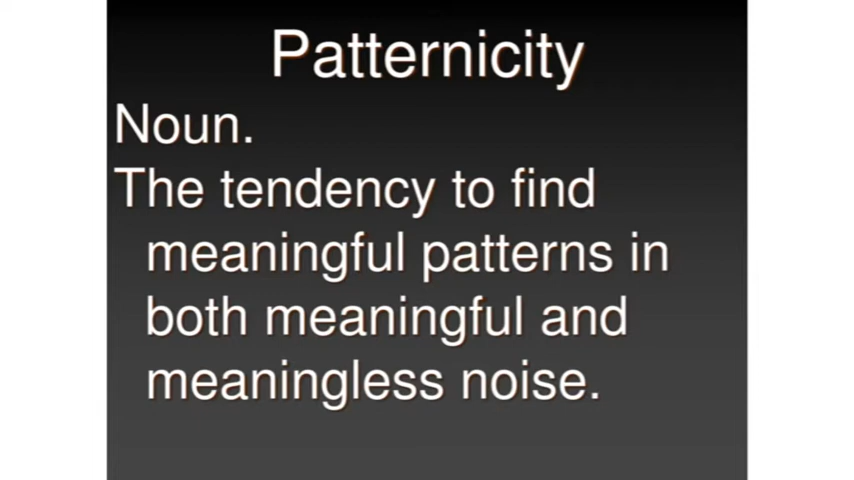 Patternicity
Noun.
The tendency to find
meaningful patterns in
both meaningful and
meaningless noise.